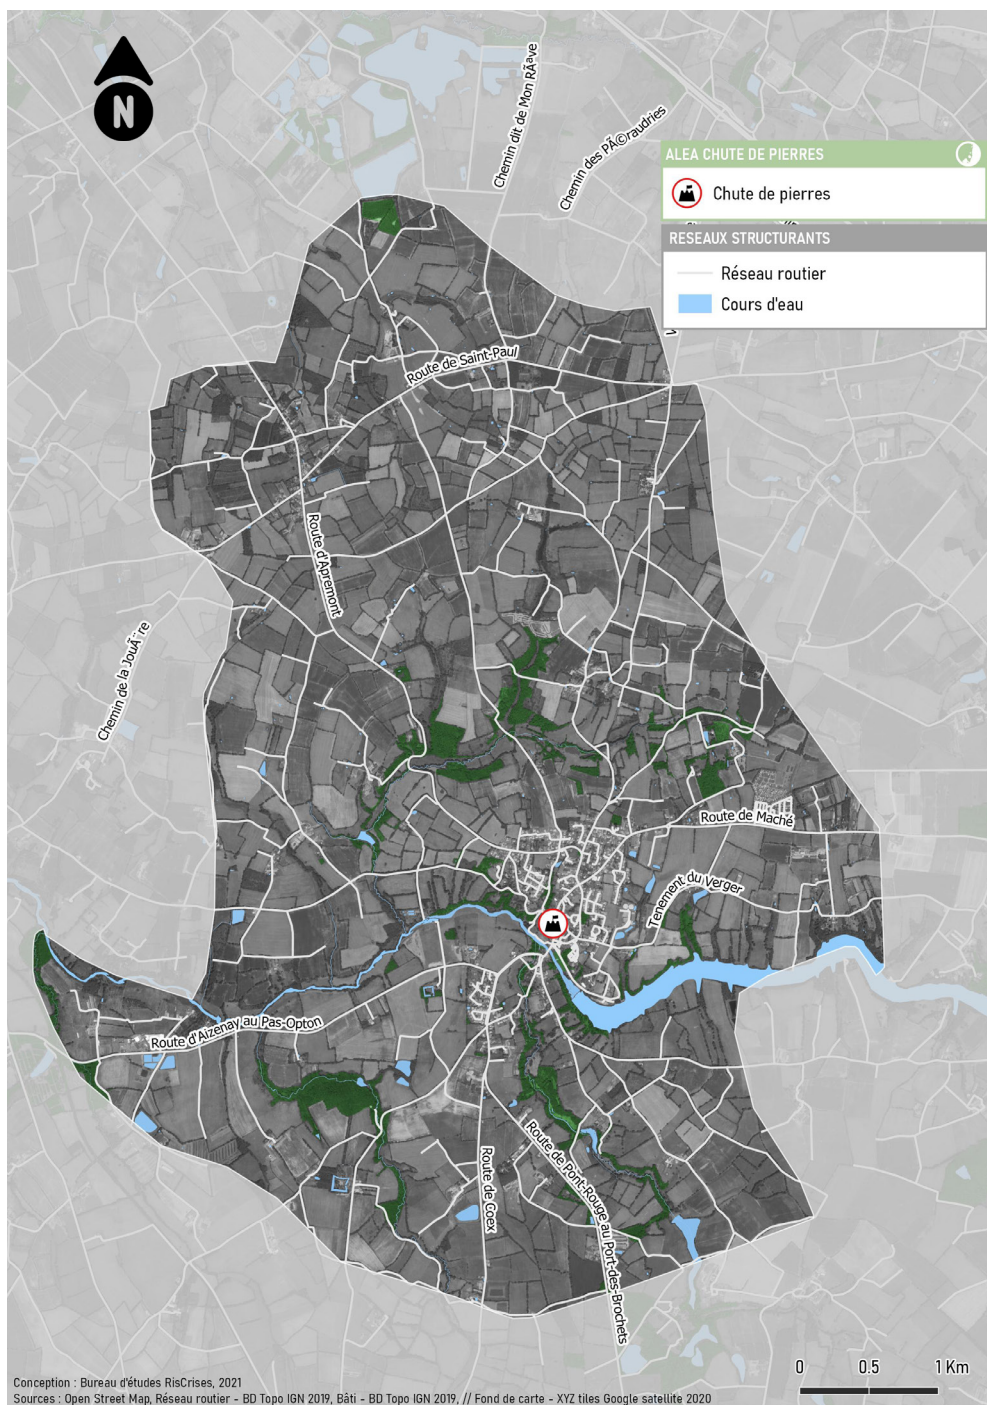 N
Chemin dit de Mon RÃªve
Chemin des PÃ©raudries
ALEA CHUTE DE PIERRES
Chute de pierres
RESEAUX STRUCTURANTS
Réseau routier
Cours d'eau
Route de Saint-Paul
Route d'Apremont
Chemin de la JouÃ¨re
Route de Maché
Tenement du Verger
Route d'Aizenay au Pas-Opton
Route de Coex
Route de Pont-Rouge au Port-des-Brochets
0 0.5 1 Km
Conception : Bureau d'études RisCrises, 2021
Sources : Open Street Map, Réseau routier - BD Topo IGN 2019, Bâti - BD Topo IGN 2019, // Fond de carte - XYZ tiles Google satellite 2020